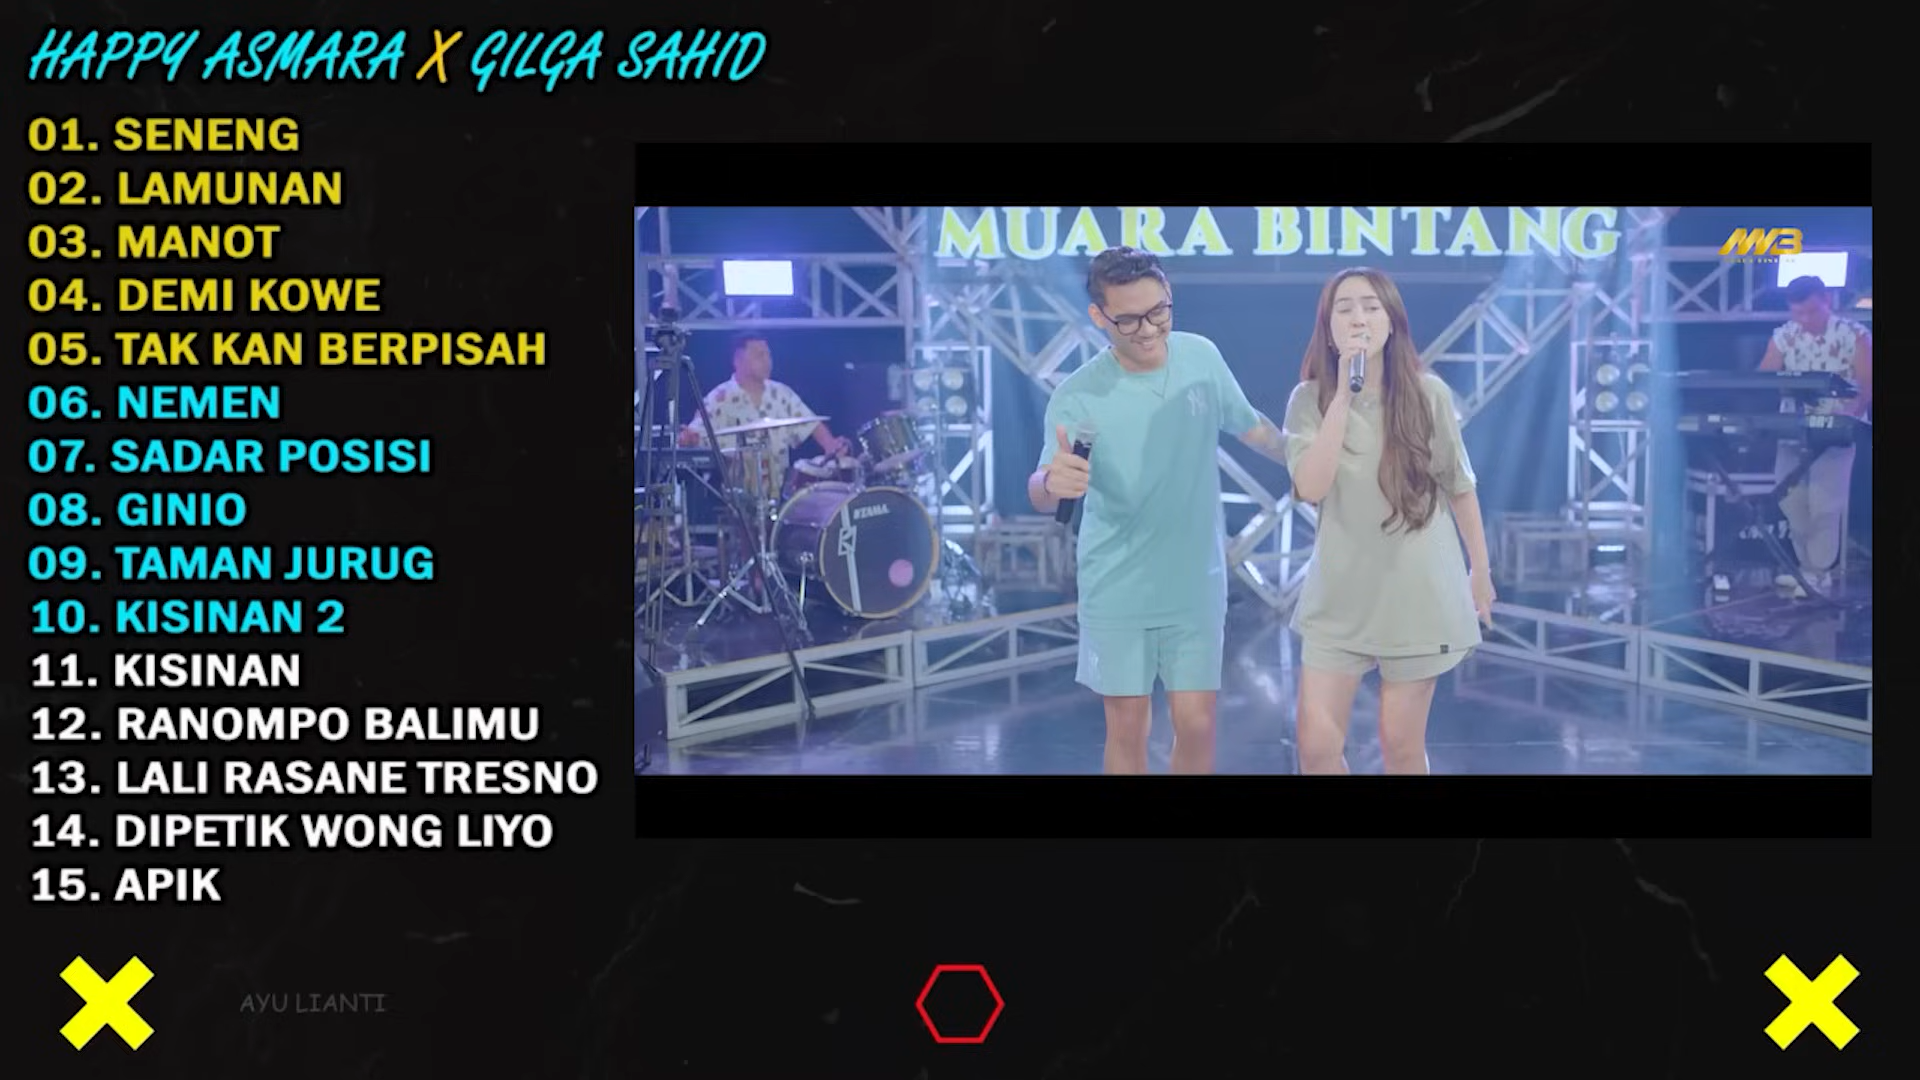 HAPPY ASMARA X GILGA SAHID
01. SENENG
02. LAMUNAN
03. MANOT
04. DEMI KOWE
05. TAK KAN BERPISAH
06. NEMEN
07. SADAR POSISI
08. GINIO
09. TAMAN JURUG
10. KISINAN 2
11. KISINAN
12. RANOMPO BALIMU
13. LALI RASANE TRESNO
14. DIPETIK WONG LIYO
15. APIK
MUARA BINTANG
TAMA
AYU LIANTI